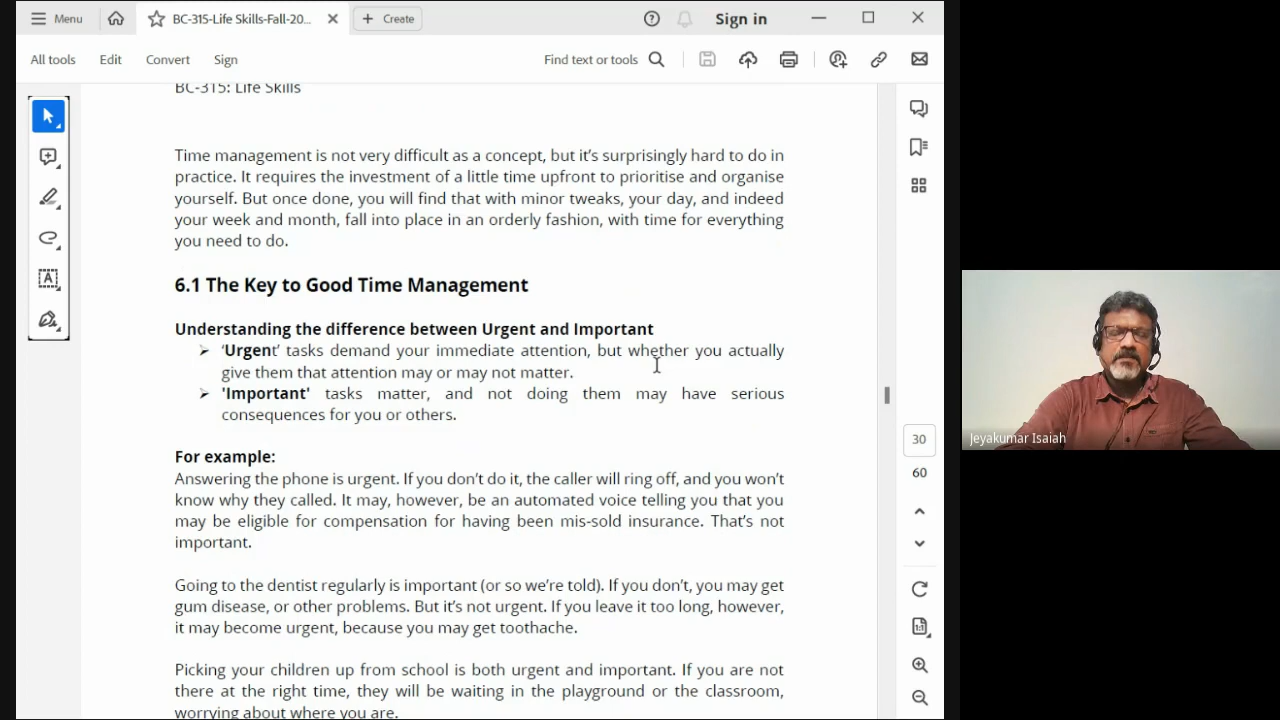 Menu
BC-315-Life Skills-Fall-20...
Create
Sign in
All tools
Edit
Convert
Sign
Find text or tools
BC-315: Life Skills
Time management is not very difficult as a concept, but it's surprisingly hard to do in
practice. It requires the investment of a little time upfront to prioritise and organise
yourself. But once done, you will find that with minor tweaks, your day, and indeed
your week and month, fall into place in an orderly fashion, with time for everything
you need to do.
6.1 The Key to Good Time Management
Understanding the difference between Urgent and Important
➢ ‘Urgent’ tasks demand your immediate attention, but whether you actually
give them that attention may or may not matter.
➢ 'Important' tasks matter, and not doing them may have serious
consequences for you or others.
For example:
Answering the phone is urgent. If you don’t do it, the caller will ring off, and you won’t
know why they called. It may, however, be an automated voice telling you that you
may be eligible for compensation for having been mis-sold insurance. That’s not
important.
Going to the dentist regularly is important (or so we’re told). If you don’t, you may get
gum disease, or other problems. But it’s not urgent. If you leave it too long, however,
it may become urgent, because you may get toothache.
Picking your children up from school is both urgent and important. If you are not
there at the right time, they will be waiting in the playground or the classroom,
worrying about where you are.
30
60
1:1
Jeyakumar Isaiah